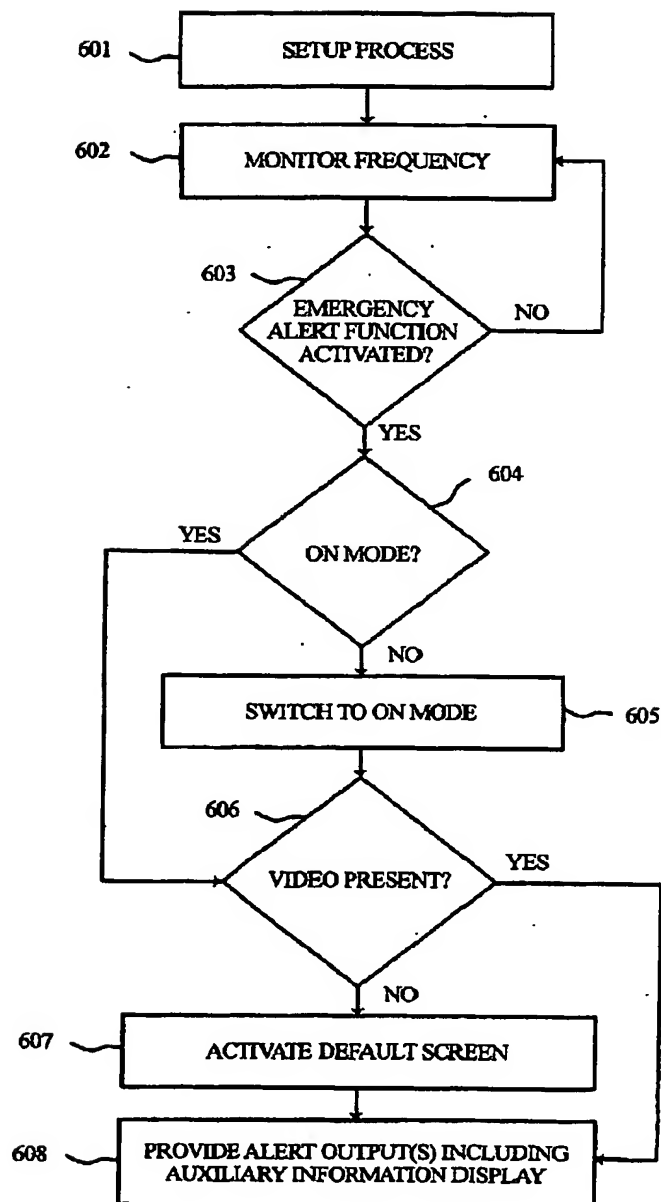 601
SETUP PROCESS
602
MONITOR FREQUENCY
603
EMERGENCY
ALERT FUNCTION
ACTIVATED?
NO
YES
604
YES
ON MODE?
NO
SWITCH TO ON MODE
605
606
VIDEO PRESENT?
YES
NO
607
ACTIVATE DEFAULT SCREEN
608
PROVIDE ALERT OUTPUT(S) INCLUDING
AUXILIARY INFORMATION DISPLAY